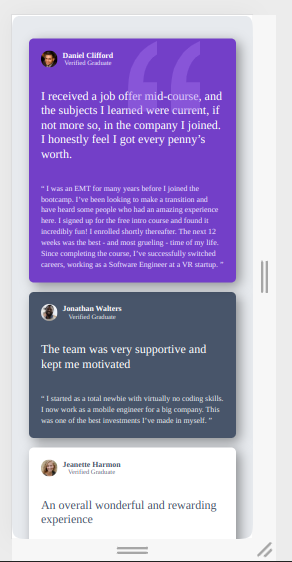 Daniel Clifford
Verified Graduate
I received a job offer mid-course, and
the subjects I learned were current, if
not more so, in the company I joined.
I honestly feel I got every penny’s
worth.
“ I was an EMT for many years before I joined the
bootcamp. I’ve been looking to make a transition and
have heard some people who had an amazing experience
here. I signed up for the free intro course and found it
incredibly fun! I enrolled shortly thereafter. The next 12
weeks was the best - and most grueling - time of my life.
Since completing the course, I’ve successfully switched
careers, working as a Software Engineer at a VR startup. ”
Jonathan Walters
Verified Graduate
The team was very supportive and
kept me motivated
“ I started as a total newbie with virtually no coding skills.
I now work as a mobile engineer for a big company. This
was one of the best investments I’ve made in myself. ”
Jeanette Harmon
Verified Graduate
An overall wonderful and rewarding
experience